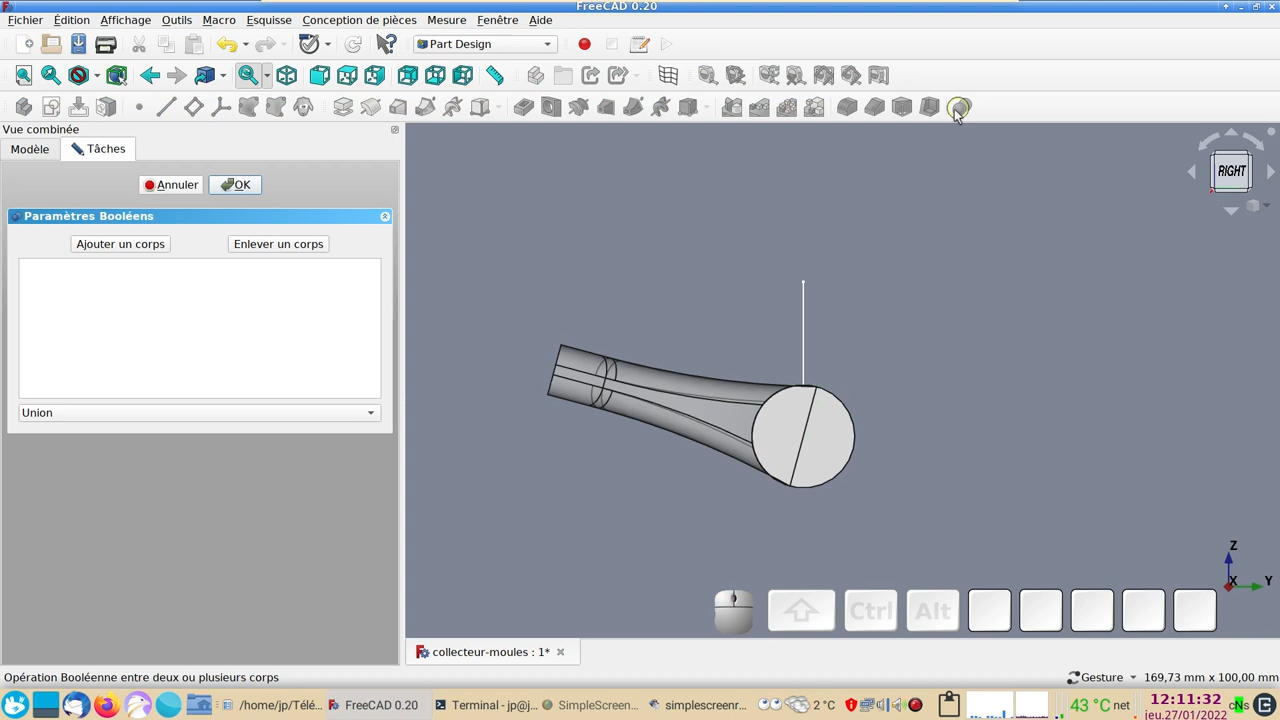 FreeCAD 0.20
Fichier Édition Affichage Outils Macro Esquisse Conception de pièces Mesure Fenêtre Aide
Part Design
Vue combinée
Modèle Tâches
Annuler OK
Paramètres Booléens
Ajouter un corps Enlever un corps
Union
RIGHT
Z
X Y
Ctrl Alt
collecteur-moules : 1*
Opération Booléenne entre deux ou plusieurs corps Gesture 169,73 mm x 100,00 mm
/home/jp/Télé... FreeCAD 0.20 Terminal - jp@j... SimpleScreen... simplescreenr... 2 °C 43 °C net 12:11:32
jeu.27/01/2022